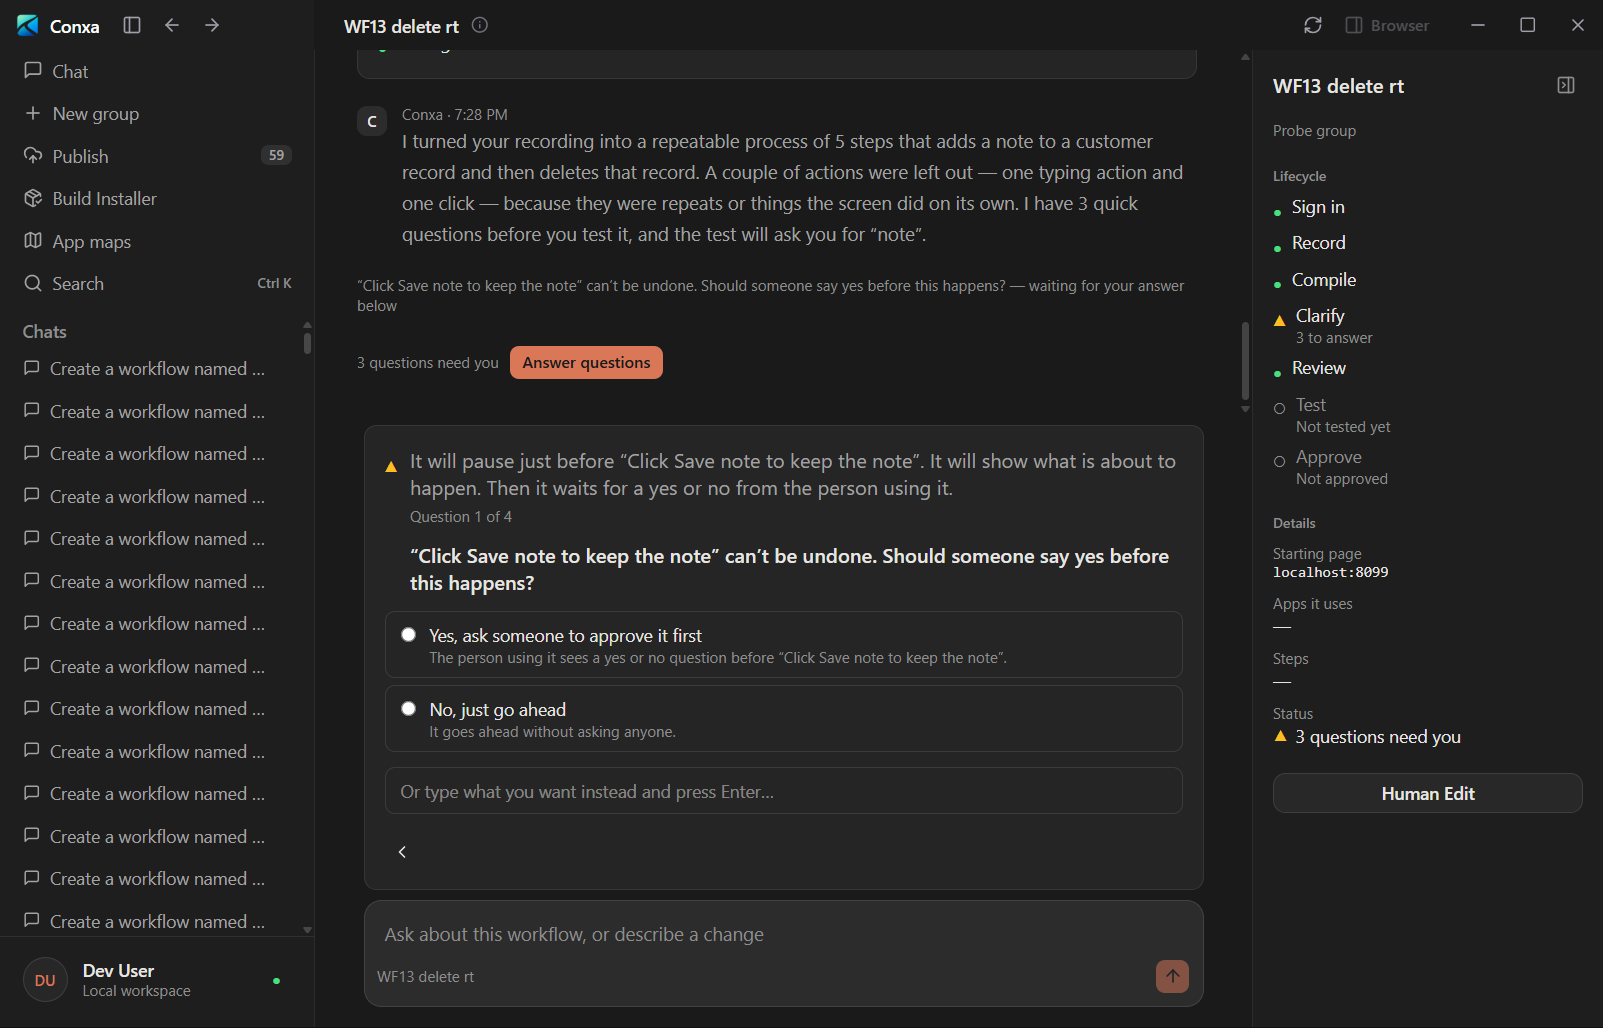 Conxa
WF13 delete rt
Browser
Chat
New group
Publish
59
Build Installer
App maps
Search
Ctrl K
Chats
Create a workflow named ...
Create a workflow named ...
Create a workflow named ...
Create a workflow named ...
Create a workflow named ...
Create a workflow named ...
Create a workflow named ...
Create a workflow named ...
Create a workflow named ...
Create a workflow named ...
Create a workflow named ...
Create a workflow named ...
Create a workflow named ...
Create a workflow named ...
DU
Dev User
Local workspace
C
Conxa · 7:28 PM
I turned your recording into a repeatable process of 5 steps that adds a note to a customer
record and then deletes that record. A couple of actions were left out — one typing action and
one click — because they were repeats or things the screen did on its own. I have 3 quick
questions before you test it, and the test will ask you for “note”.
“Click Save note to keep the note” can’t be undone. Should someone say yes before this happens? — waiting for your answer
below
3 questions need you
Answer questions
It will pause just before “Click Save note to keep the note”. It will show what is about to
happen. Then it waits for a yes or no from the person using it.
Question 1 of 4
“Click Save note to keep the note” can’t be undone. Should someone say yes before
this happens?
Yes, ask someone to approve it first
The person using it sees a yes or no question before “Click Save note to keep the note”.
No, just go ahead
It goes ahead without asking anyone.
Or type what you want instead and press Enter...
Ask about this workflow, or describe a change
WF13 delete rt
WF13 delete rt
Probe group
Lifecycle
Sign in
Record
Compile
Clarify
3 to answer
Review
Test
Not tested yet
Approve
Not approved
Details
Starting page
localhost:8099
Apps it uses
—
Steps
—
Status
3 questions need you
Human Edit